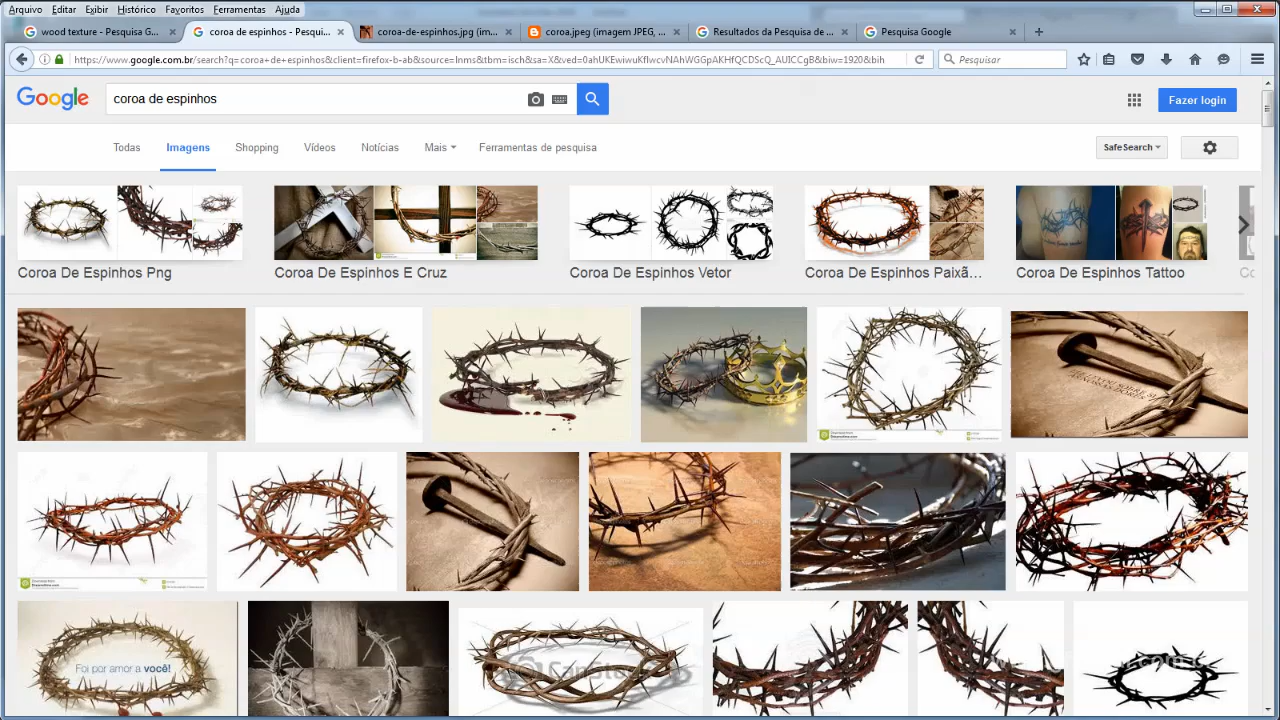 Arquivo Editar Exibir Histórico Favoritos Ferramentas Ajuda
wood texture - Pesquisa G... coroa de espinhos - Pesqui... coroa-de-espinhos.jpg (im... coroa.jpeg (imagem JPEG, ... Resultados da Pesquisa de ... Pesquisa Google
Pesquisar
Google coroa de espinhos Fazer login
Todas Imagens Shopping Vídeos Notícias Mais Ferramentas de pesquisa SafeSearch
Coroa De Espinhos Png Coroa De Espinhos E Cruz Coroa De Espinhos Vetor Coroa De Espinhos Paixã... Coroa De Espinhos Tattoo Co
Foi por amor a você!
CanStock